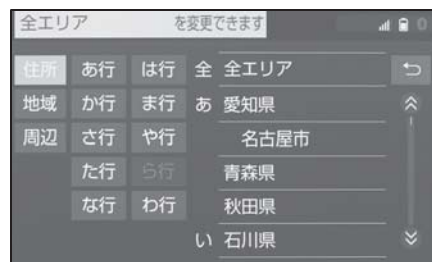 全エリア を変更できます 0
住所 あ行 は行 全 全エリア
地域 か行 ま行 あ 愛知県
周辺 さ行 や行 名古屋市
た行 ら行 青森県
な行 わ行 秋田県
い 石川県